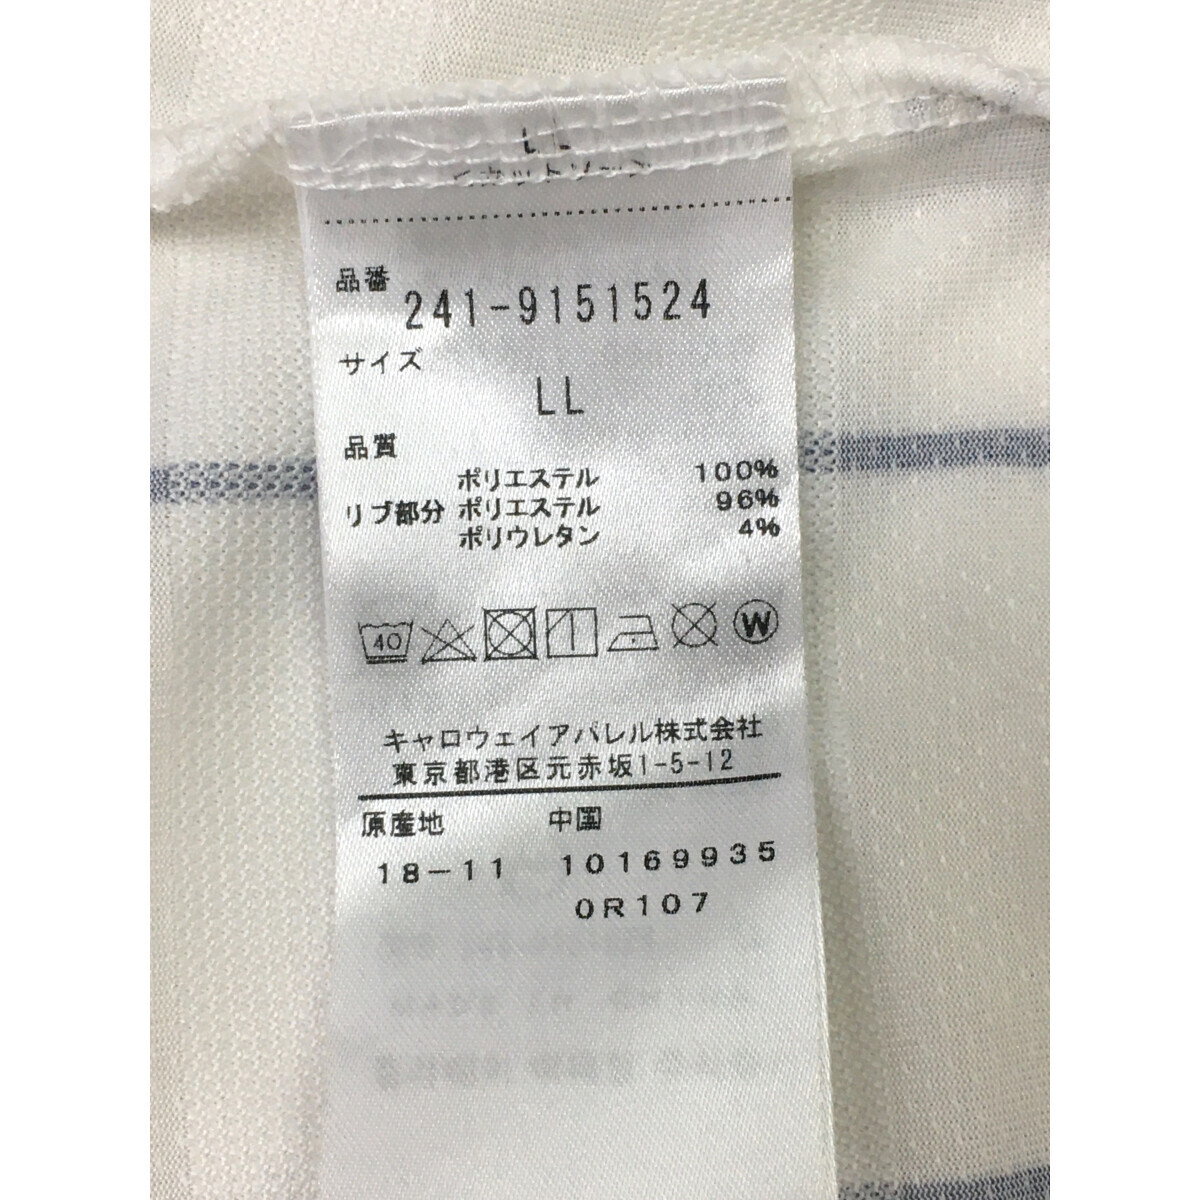 LL
品番
241-9151524
サイズ
LL
品質
ポリエステル 100%
リブ部分 ポリエステル 96%
ポリウレタン 4%
40 W
キャロウェイアパレル株式会社
東京都港区元赤坂1-5-12
原産地 中国
18-11 10169935
0R107